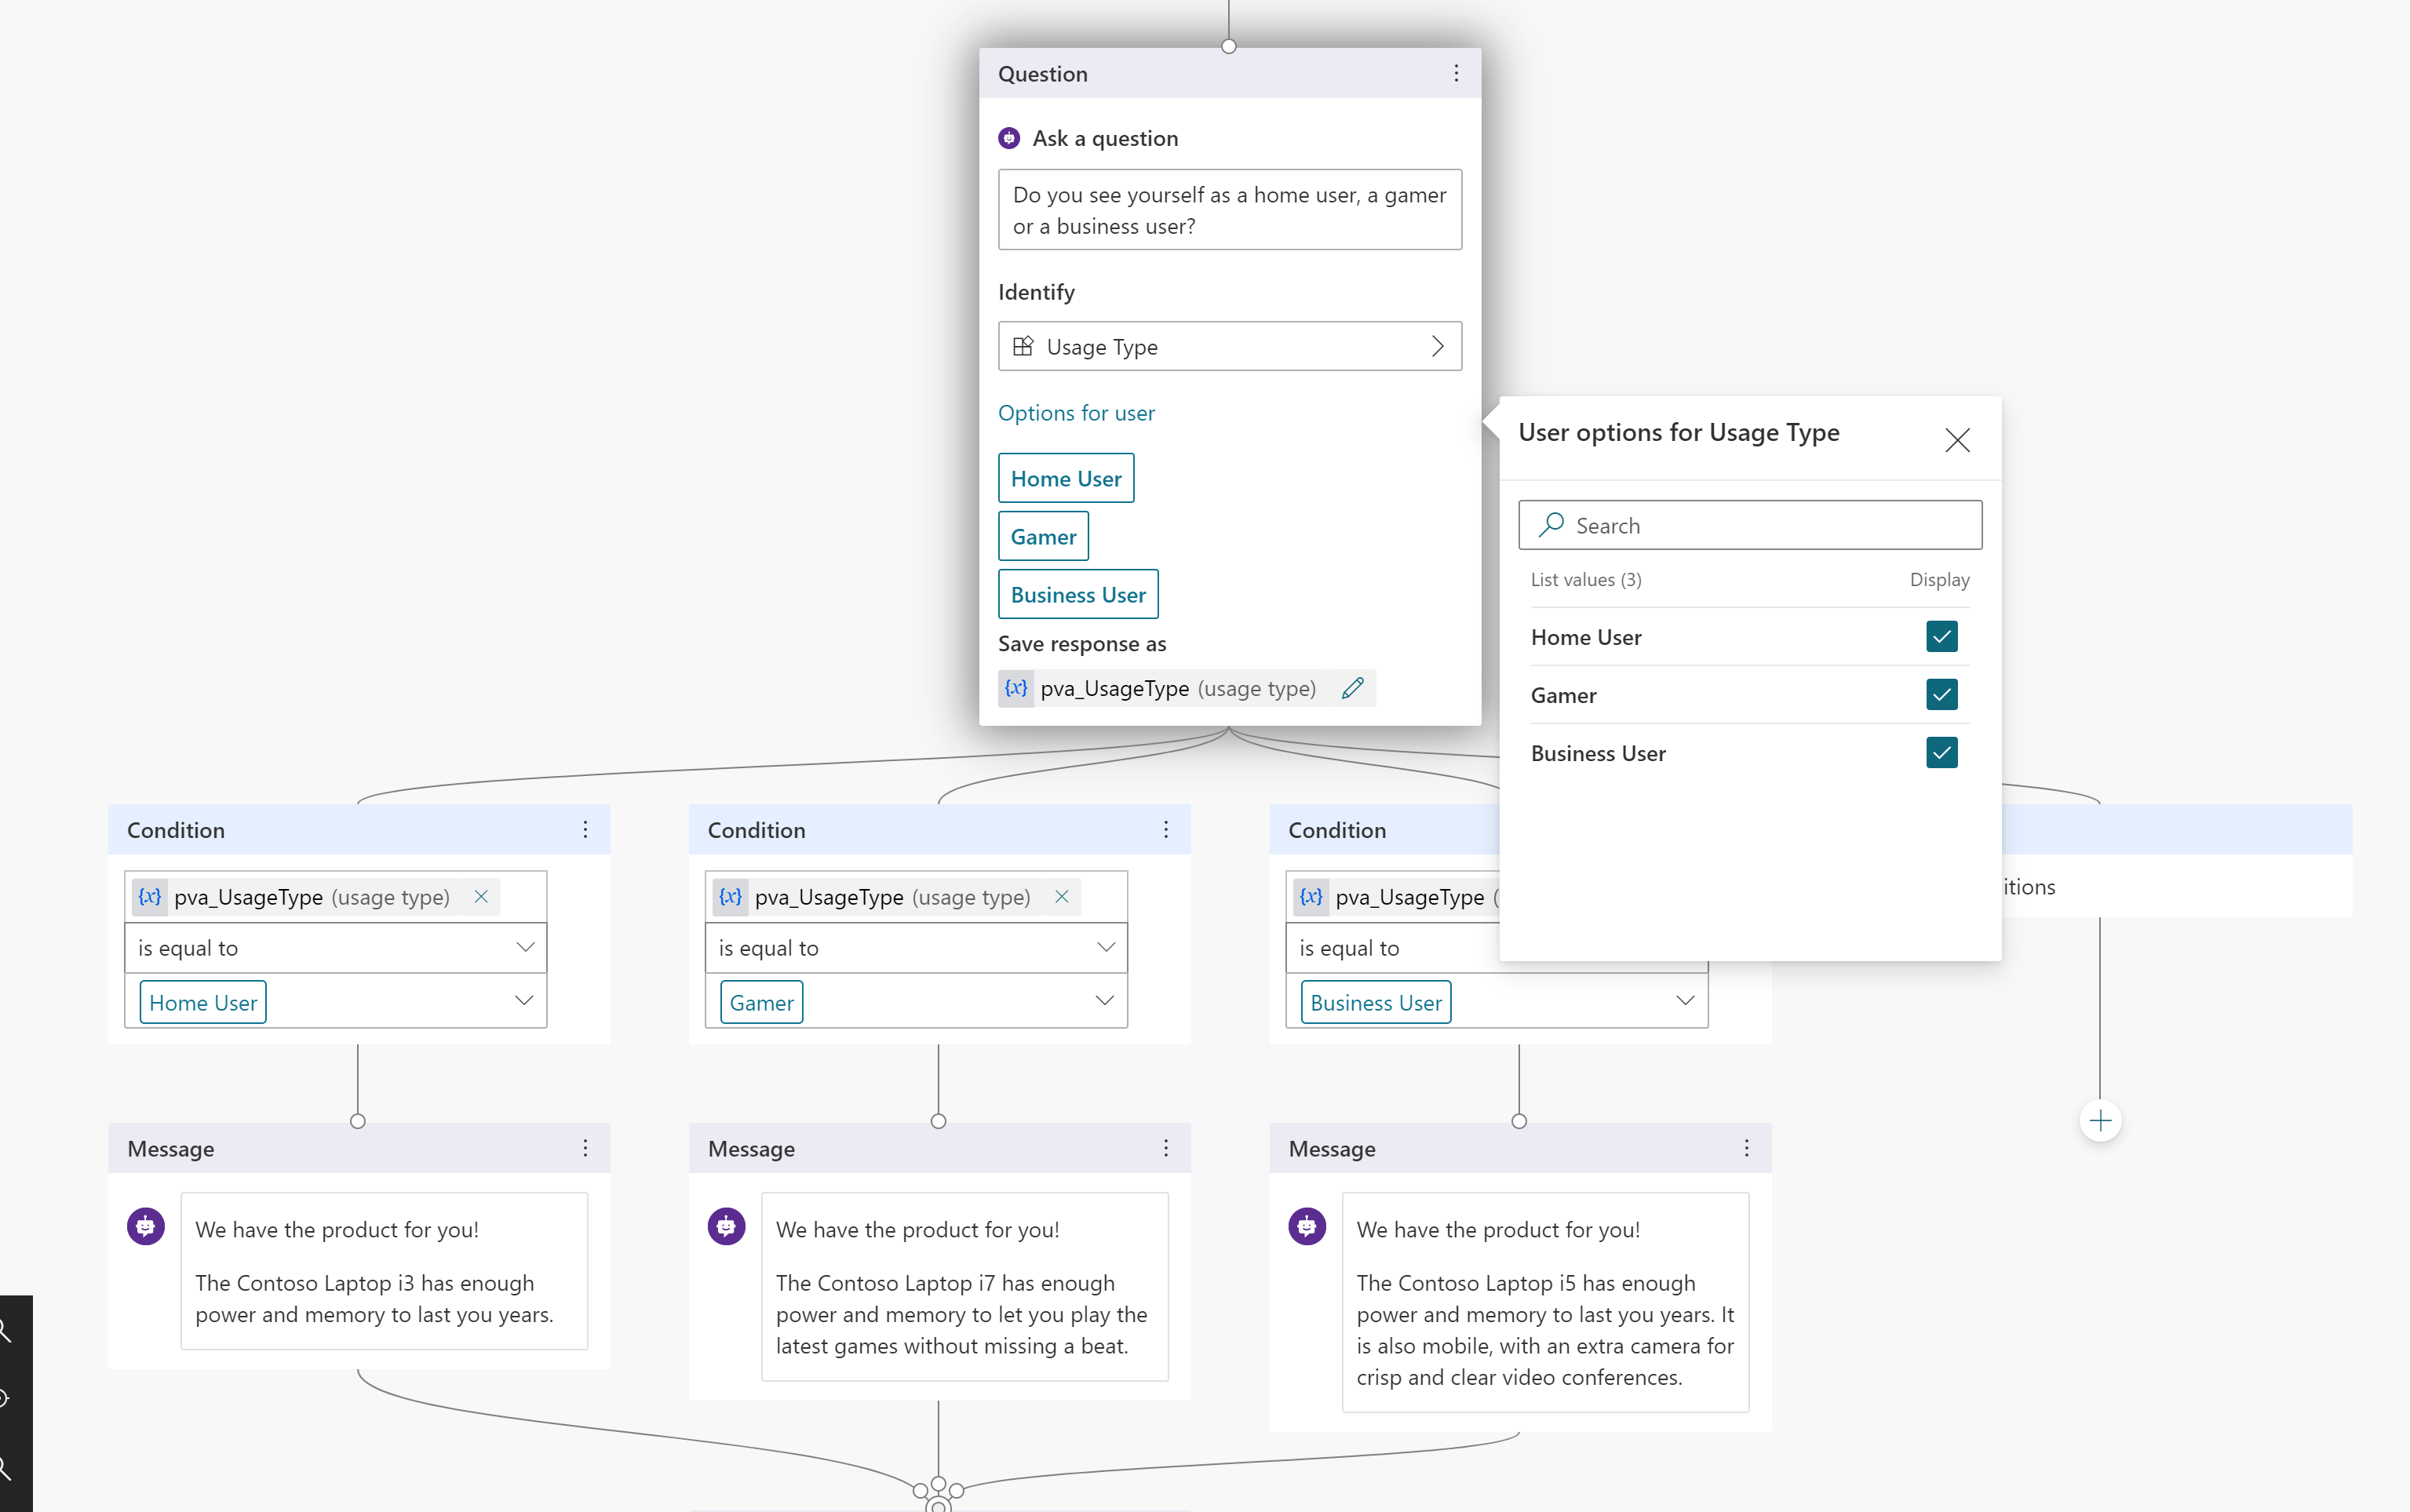 Question
Ask a question
Do you see yourself as a home user, a gamer
or a business user?
Identify
Usage Type
Options for user
Home User
Gamer
Business User
Save response as
{x} pva_UsageType (usage type)
User options for Usage Type
Search
List values (3) Display
Home User
Gamer
Business User
Condition
{x} pva_UsageType (usage type)
is equal to
Home User
Condition
{x} pva_UsageType (usage type)
is equal to
Gamer
Condition
{x} pva_UsageType (
is equal to
Business User
itions
Message
We have the product for you!
The Contoso Laptop i3 has enough
power and memory to last you years.
Message
We have the product for you!
The Contoso Laptop i7 has enough
power and memory to let you play the
latest games without missing a beat.
Message
We have the product for you!
The Contoso Laptop i5 has enough
power and memory to last you years. It
is also mobile, with an extra camera for
crisp and clear video conferences.